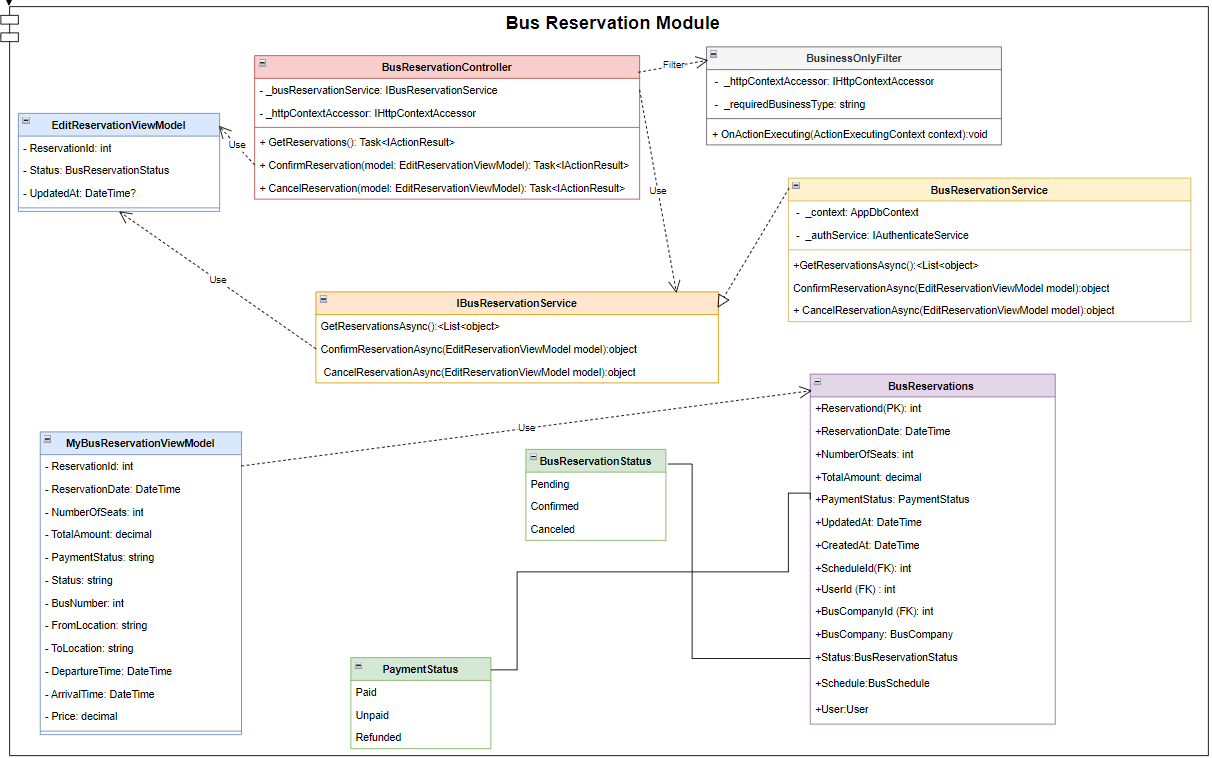 Bus Reservation Module
BusReservationController
- _busReservationService: IBusReservationService
- _httpContextAccessor: IHttpContextAccessor
+ GetReservations(): Task<IActionResult>
+ ConfirmReservation(model: EditReservationViewModel): Task<IActionResult>
+ CancelReservation(model: EditReservationViewModel): Task<IActionResult>
Filter
BusinessOnlyFilter
- _httpContextAccessor: IHttpContextAccessor
- _requiredBusinessType: string
+ OnActionExecuting(ActionExecutingContext context):void
EditReservationViewModel
- ReservationId: int
- Status: BusReservationStatus
- UpdatedAt: DateTime?
Use
Use
Use
BusReservationService
- _context: AppDbContext
- _authService: IAuthenticateService
+GetReservationsAsync():<List<object>
ConfirmReservationAsync(EditReservationViewModel model):object
+ CancelReservationAsync(EditReservationViewModel model):object
IBusReservationService
GetReservationsAsync():<List<object>
ConfirmReservationAsync(EditReservationViewModel model):object
CancelReservationAsync(EditReservationViewModel model):object
MyBusReservationViewModel
- ReservationId: int
- ReservationDate: DateTime
- NumberOfSeats: int
- TotalAmount: decimal
- PaymentStatus: string
- Status: string
- BusNumber: int
- FromLocation: string
- ToLocation: string
- DepartureTime: DateTime
- ArrivalTime: DateTime
- Price: decimal
Use
BusReservationStatus
Pending
Confirmed
Canceled
PaymentStatus
Paid
Unpaid
Refunded
BusReservations
+Reservationd(PK): int
+ReservationDate: DateTime
+NumberOfSeats: int
+TotalAmount: decimal
+PaymentStatus: PaymentStatus
+UpdatedAt: DateTime
+CreatedAt: DateTime
+ScheduleId(FK): int
+UserId (FK) : int
+BusCompanyId (FK): int
+BusCompany: BusCompany
+Status:BusReservationStatus
+Schedule:BusSchedule
+User:User